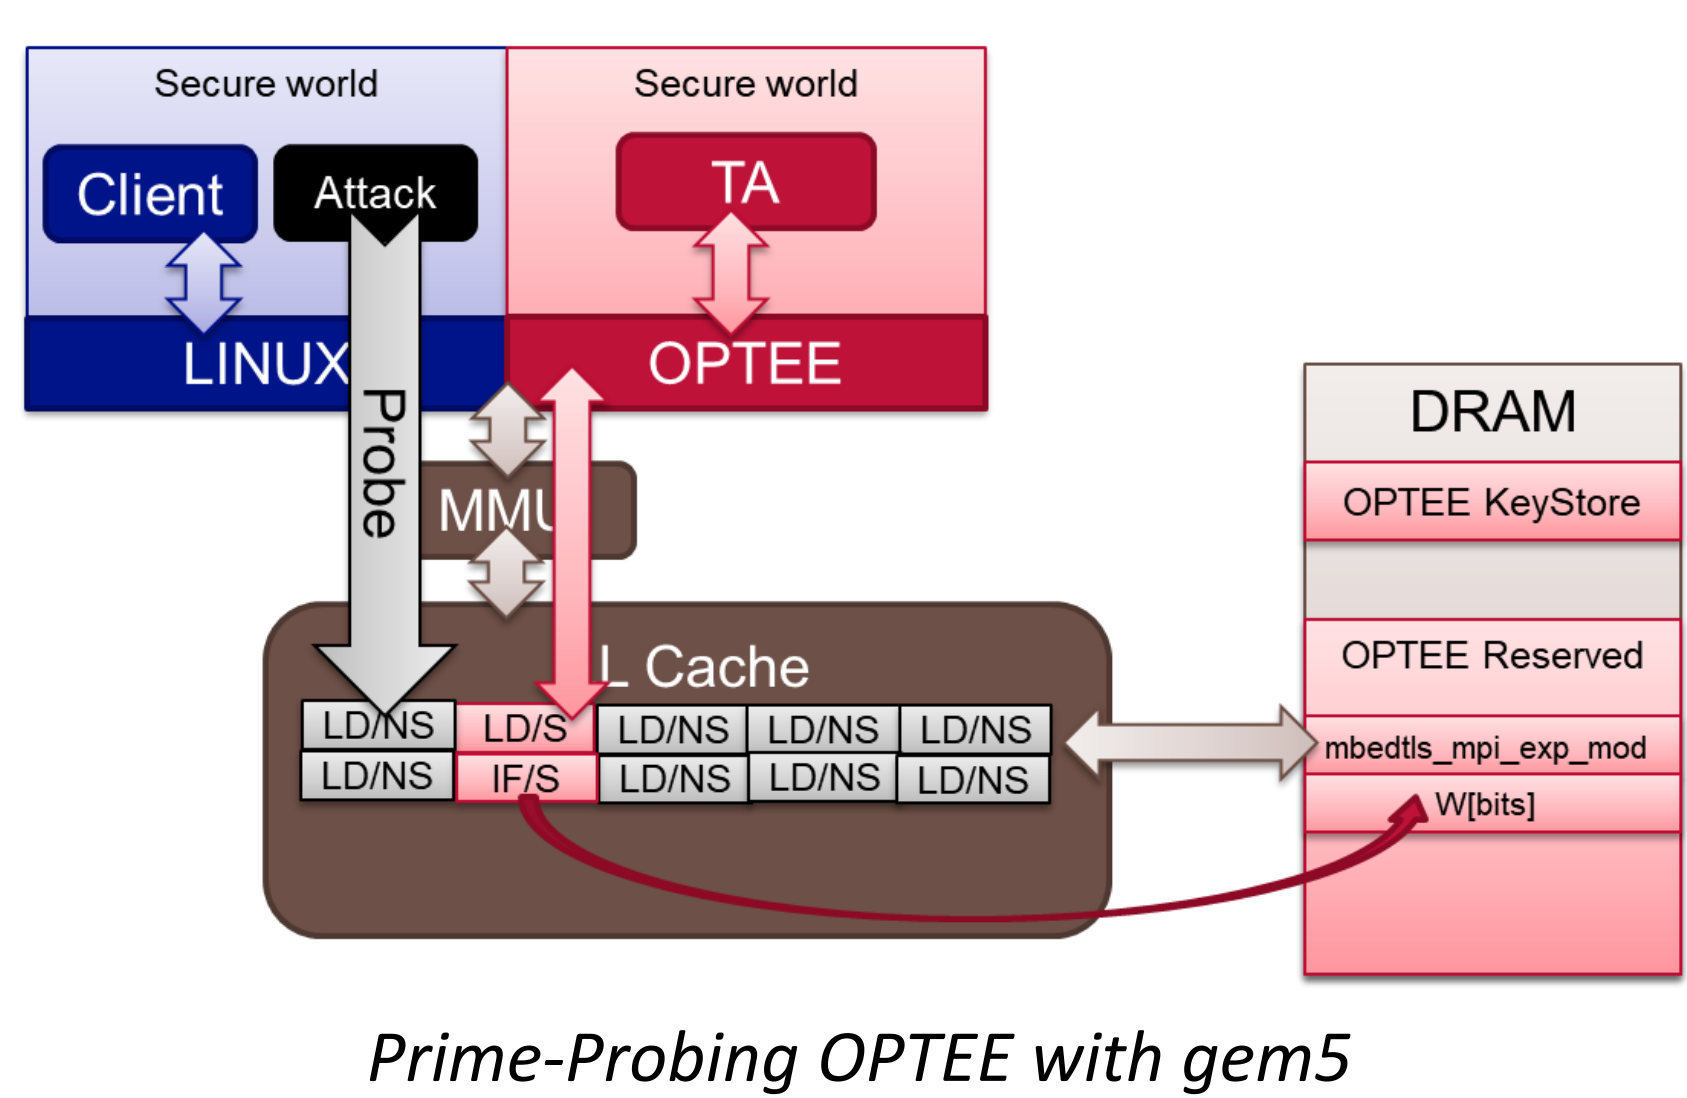 Secure world
Secure world
Client
Attack
TA
LINUX
OPTEE
Probe
MMU
DRAM
OPTEE KeyStore
OPTEE Reserved
mbedtls_mpi_exp_mod
W[bits]
L Cache
LD/NS LD/S LD/NS LD/NS LD/NS
LD/NS IF/S LD/NS LD/NS LD/NS
Prime-Probing OPTEE with gem5